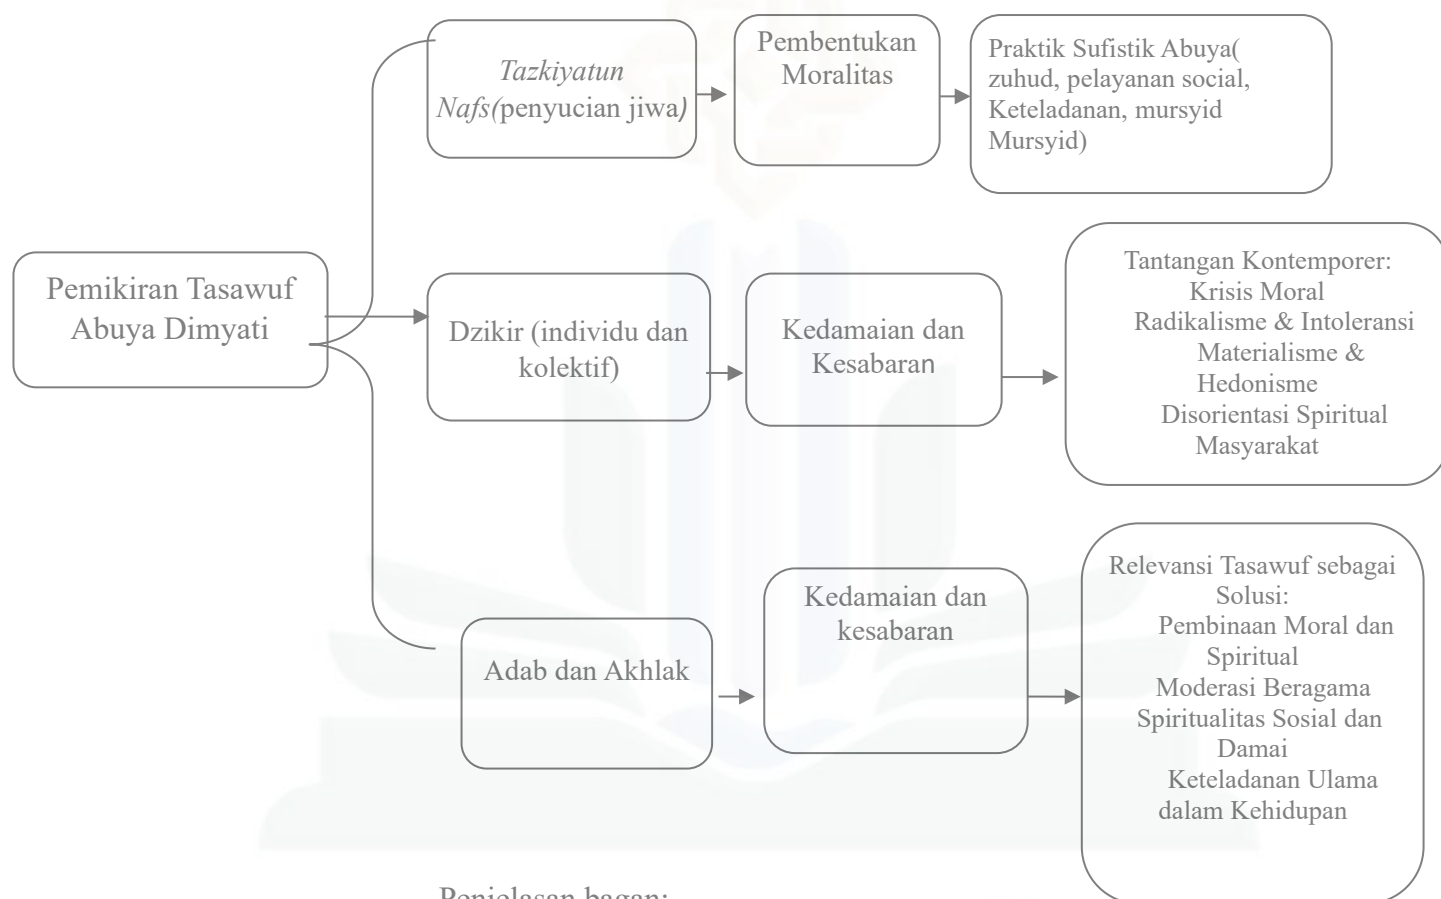 Pemikiran Tasawuf
Abuya Dimyati
Tazkiyatun
Nafs(penyucian jiwa)
Pembentukan
Moralitas
Praktik Sufistik Abuya(
zuhud, pelayanan social,
Keteladanan, mursyid
Mursyid)
Dzikir (individu dan
kolektif)
Kedamaian dan
Kesabaran
Tantangan Kontemporer:
Krisis Moral
Radikalisme & Intoleransi
Materialisme &
Hedonisme
Disorientasi Spiritual
Masyarakat
Adab dan Akhlak
Kedamaian dan
kesabaran
Relevansi Tasawuf sebagai
Solusi:
Pembinaan Moral dan
Spiritual
Moderasi Beragama
Spiritualitas Sosial dan
Damai
Keteladanan Ulama
dalam Kehidupan
Penjelasan bagan: